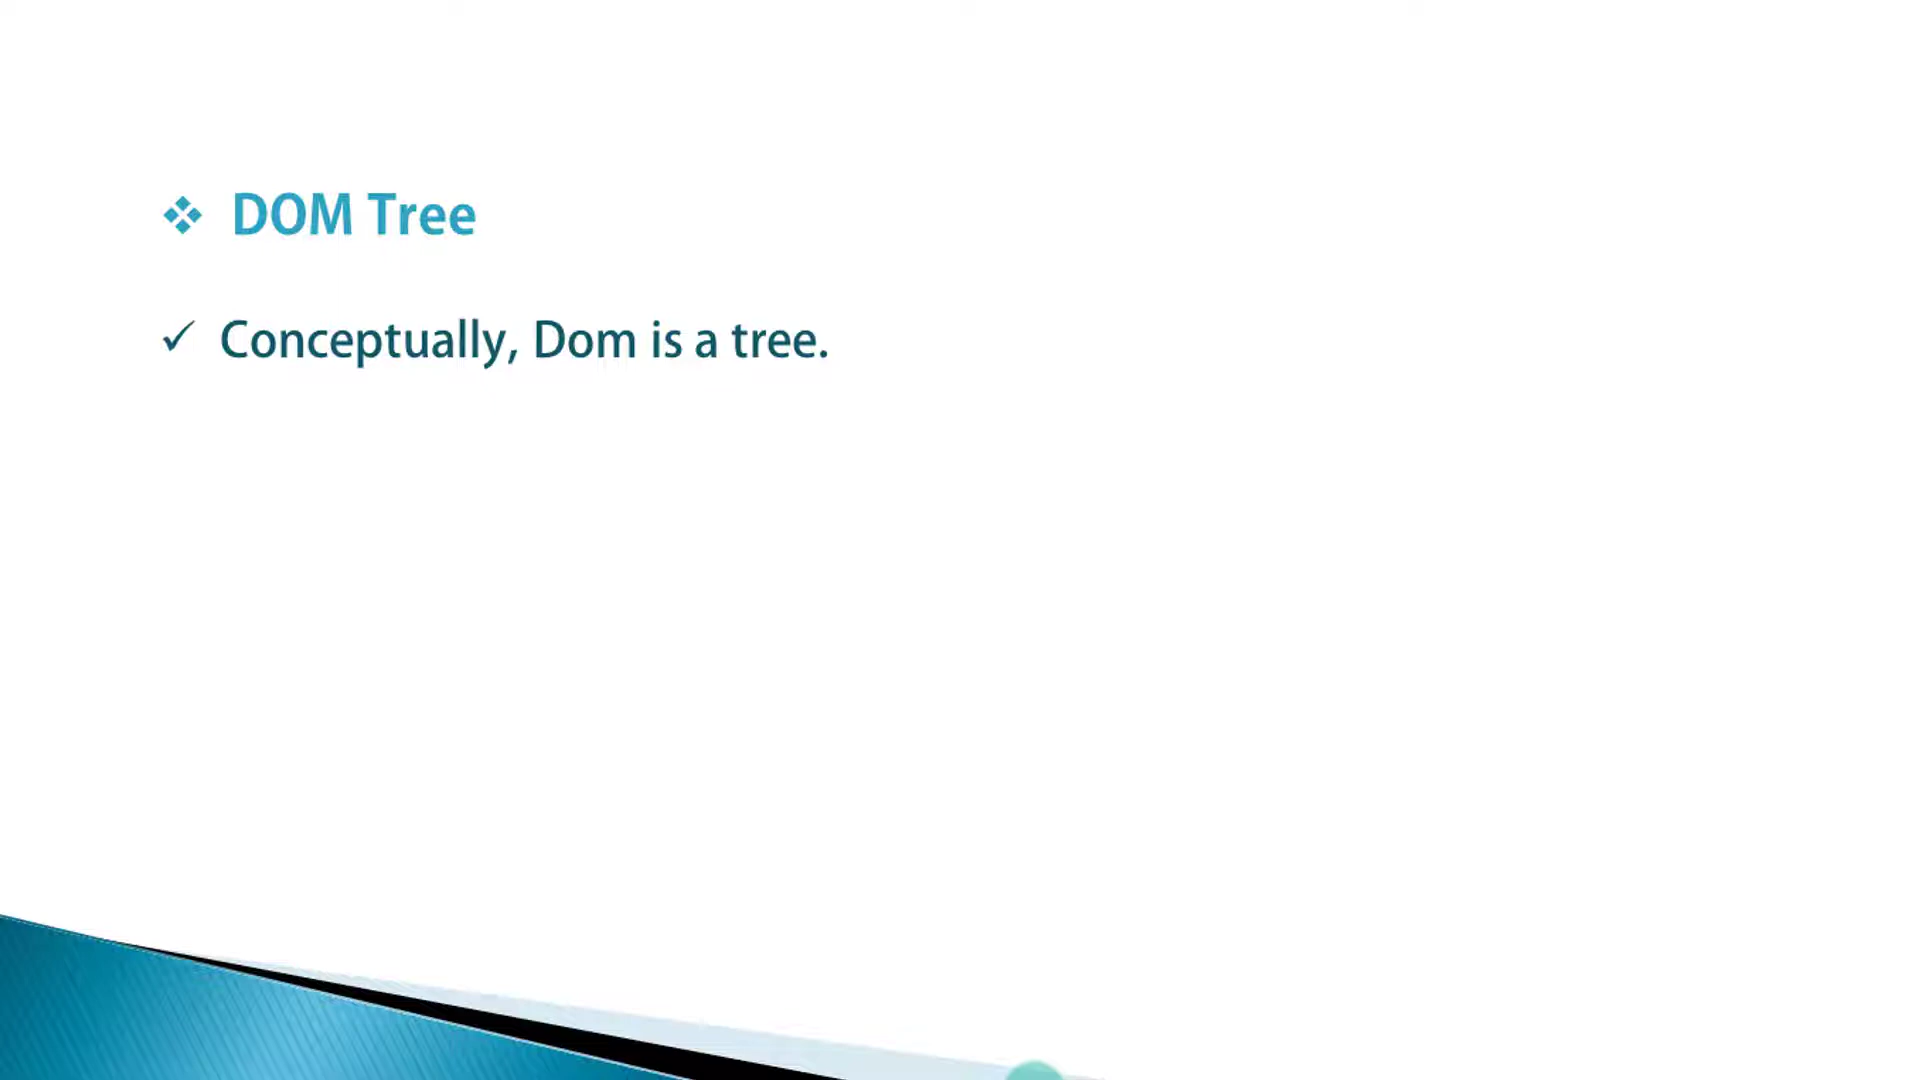 ❖ DOM Tree
✓ Conceptually, Dom is a tree.